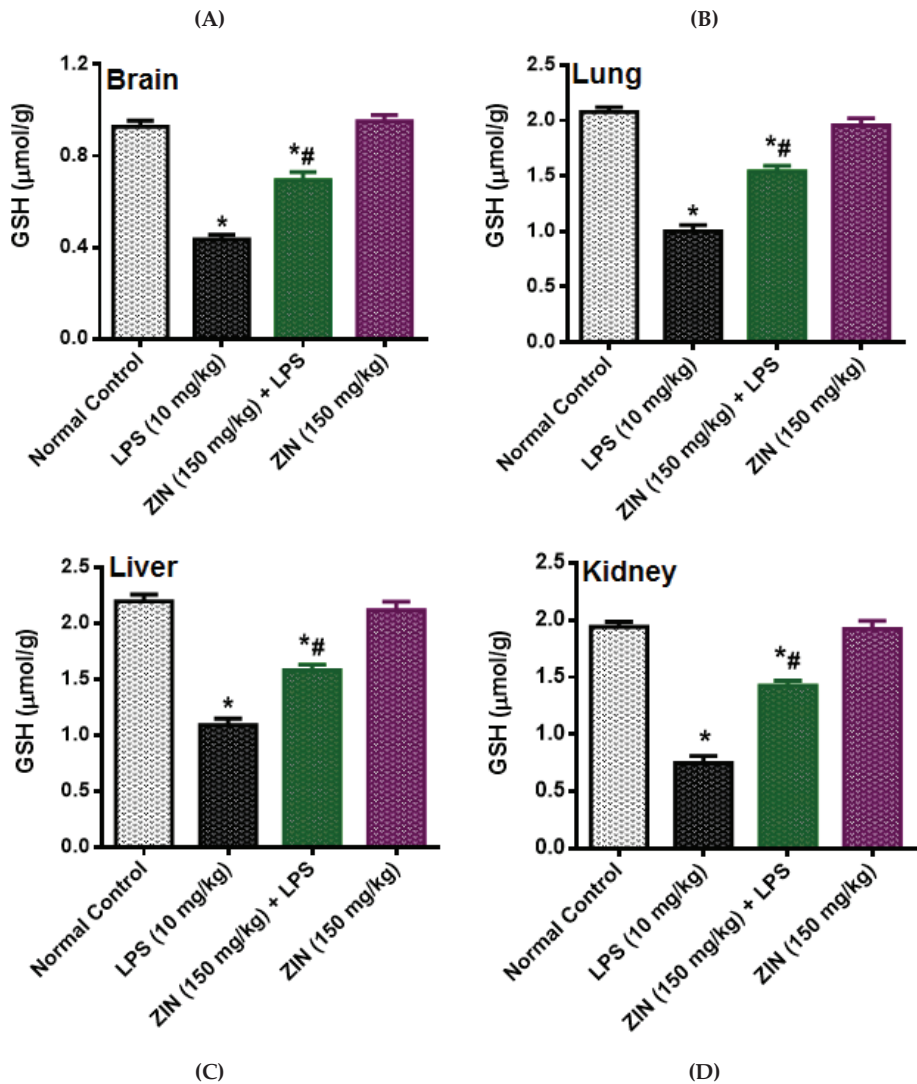 (A)
(B)
Brain
GSH (μmol/g)
1.2
0.8
0.4
0.0
*
*#
Normal Control
LPS (10 mg/kg)
ZIN (150 mg/kg) + LPS
ZIN (150 mg/kg)
Lung
GSH (μmol/g)
2.5
2.0
1.5
1.0
0.5
0.0
*
*#
Normal Control
LPS (10 mg/kg)
ZIN (150 mg/kg) + LPS
ZIN (150 mg/kg)
Liver
GSH (μmol/g)
2.5
2.0
1.5
1.0
0.5
0.0
*
*#
Normal Control
LPS (10 mg/kg)
ZIN (150 mg/kg) + LPS
ZIN (150 mg/kg)
Kidney
GSH (μmol/g)
2.5
2.0
1.5
1.0
0.5
0.0
*
*#
Normal Control
LPS (10 mg/kg)
ZIN (150 mg/kg) + LPS
ZIN (150 mg/kg)
(C)
(D)